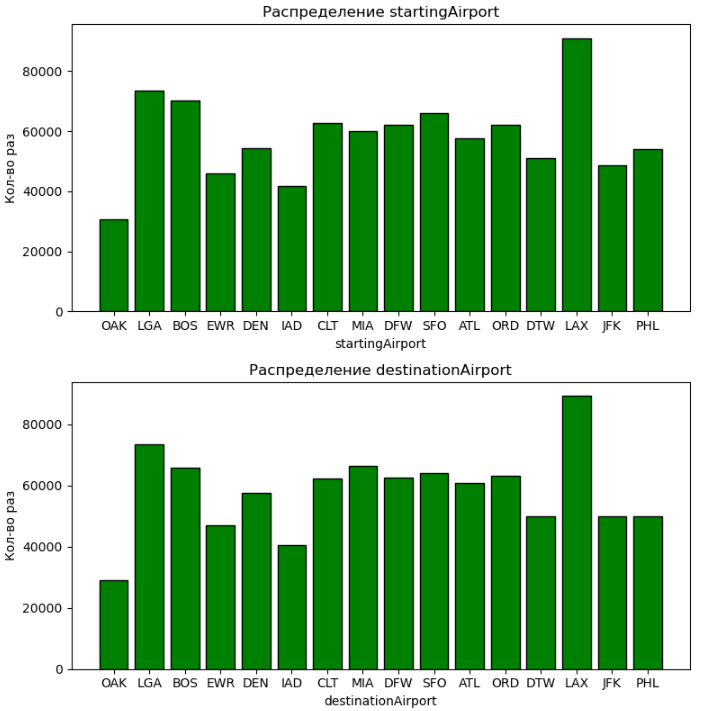 Распределение startingAirport
Кол-во раз
80000
60000
40000
20000
0
OAK LGA BOS EWR DEN IAD CLT MIA DFW SFO ATL ORD DTW LAX JFK PHL
startingAirport
Распределение destinationAirport
Кол-во раз
80000
60000
40000
20000
0
OAK LGA BOS EWR DEN IAD CLT MIA DFW SFO ATL ORD DTW LAX JFK PHL
destinationAirport